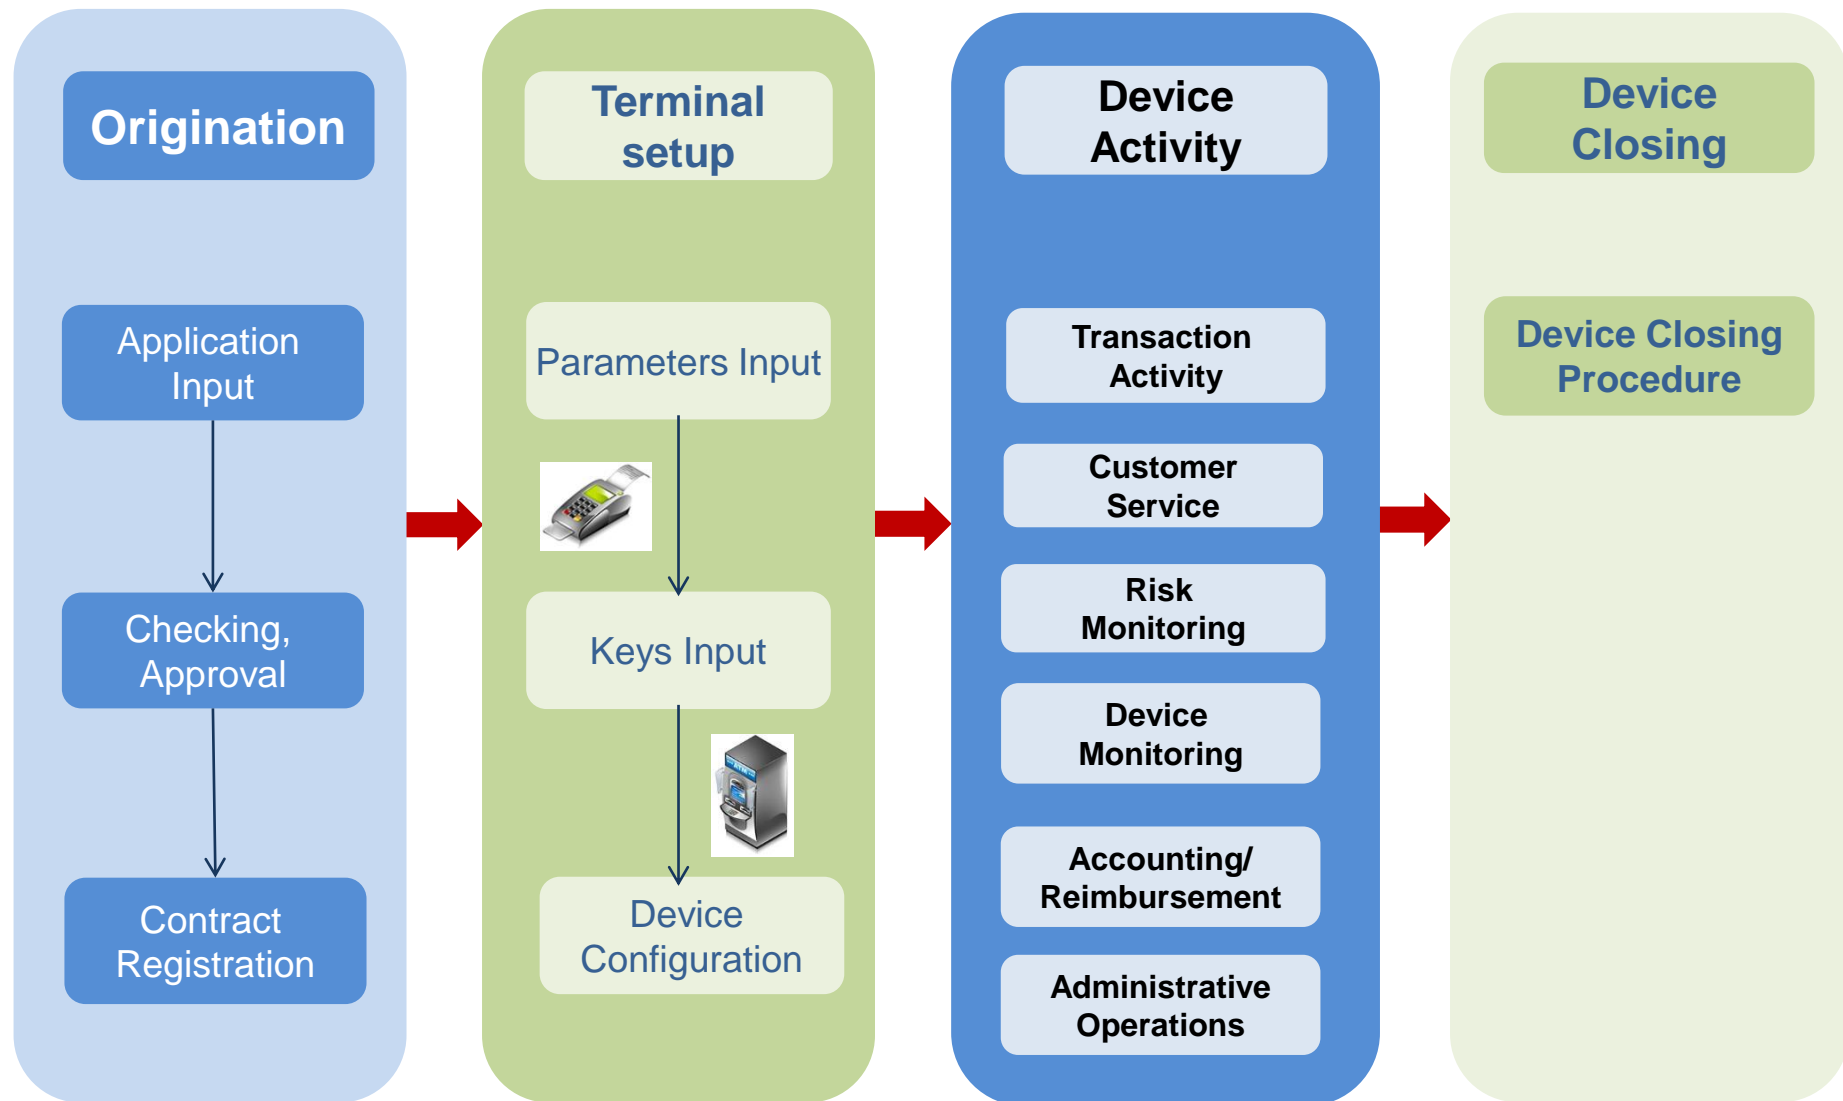 Origination
Application
Input
Checking,
Approval
Contract
Registration
Terminal
setup
Parameters Input
Keys Input
ATM
Device
Configuration
Device
Activity
Transaction
Activity
Customer
Service
Risk
Monitoring
Device
Monitoring
Accounting/
Reimbursement
Administrative
Operations
Device
Closing
Device Closing
Procedure